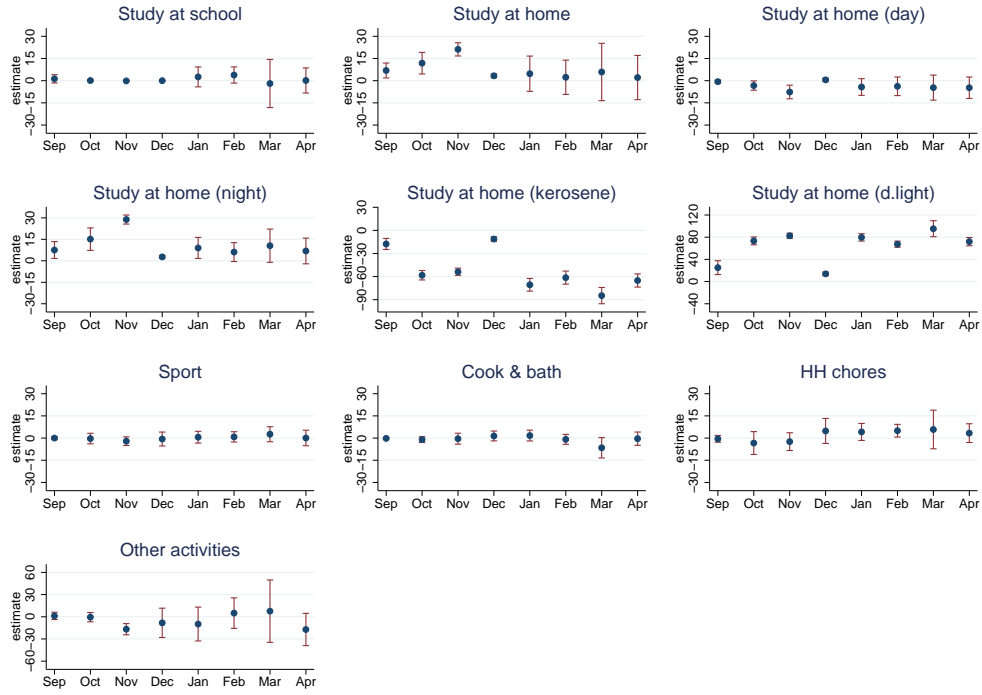 Study at school
Study at home
Study at home (day)
estimate
−30−15 0 15 30
Sep Oct Nov Dec Jan Feb Mar Apr
estimate
−30−15 0 15 30
Sep Oct Nov Dec Jan Feb Mar Apr
estimate
−30−15 0 15 30
Sep Oct Nov Dec Jan Feb Mar Apr
Study at home (night)
Study at home (kerosene)
Study at home (d.light)
estimate
−30−15 0 15 30
Sep Oct Nov Dec Jan Feb Mar Apr
estimate
−90−60−30 0 30
Sep Oct Nov Dec Jan Feb Mar Apr
estimate
−40 0 40 80 120
Sep Oct Nov Dec Jan Feb Mar Apr
Sport
Cook & bath
HH chores
estimate
−30−15 0 15 30
Sep Oct Nov Dec Jan Feb Mar Apr
estimate
−30−15 0 15 30
Sep Oct Nov Dec Jan Feb Mar Apr
estimate
−30−15 0 15 30
Sep Oct Nov Dec Jan Feb Mar Apr
Other activities
estimate
−60−30 0 30 60
Sep Oct Nov Dec Jan Feb Mar Apr